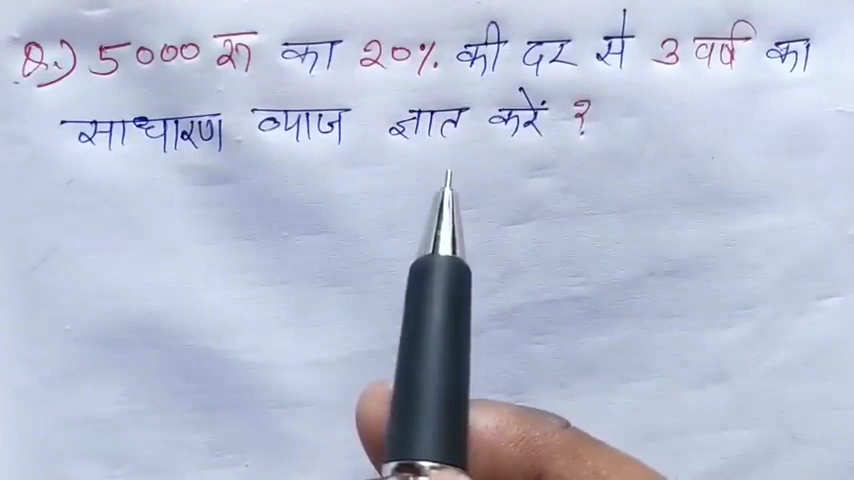 Q.) 5000 रू का 20% की दर से 3 वर्ष का
साधारण ब्याज ज्ञात करें ?